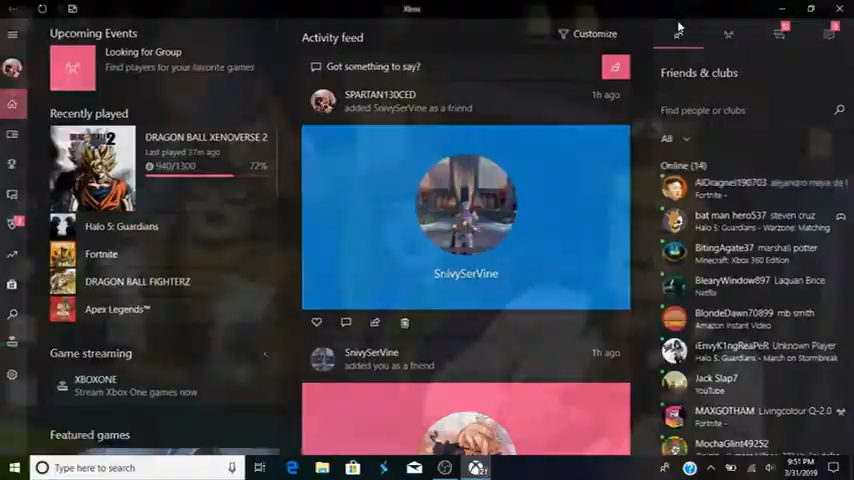 Xbox
Upcoming Events
Looking for Group
Find players for your favorite games
Recently played
DRAGON BALL XENOVERSE 2
Last played 37m ago
940/1300 72%
Halo 5: Guardians
Fortnite
DRAGON BALL FIGHTERZ
Apex Legends™
Game streaming
XBOXONE
Stream Xbox One games now
Featured games
Activity feed
Customize
Got something to say?
SPARTAN130CED 1h ago
added SnivySerVine as a friend
SnivySerVine
SnivySerVine 1h ago
added you as a friend
Friends & clubs
Find people or clubs
All
Online (14)
AlDragnel190703
Fortnite -
bat man hero537 steven cruz
Halo 5: Guardians - Warzone: Matching
BitingAgate37 marshall potter
Minecraft: Xbox 360 Edition
BlearyWindow897 Laquan Brice
Netflix
BlondeDawn70899 mb smith
Amazon Instant Video
iEnvyK1ngReaPeR Unknown Player
Halo 5: Guardians - March on Stormbreak
Jack Slap7
YouTube
MAXGOTHAM Livingcolour Q-2.0
Fortnite -
MochaGlint49252
Type here to search
9:51 PM
3/31/2019